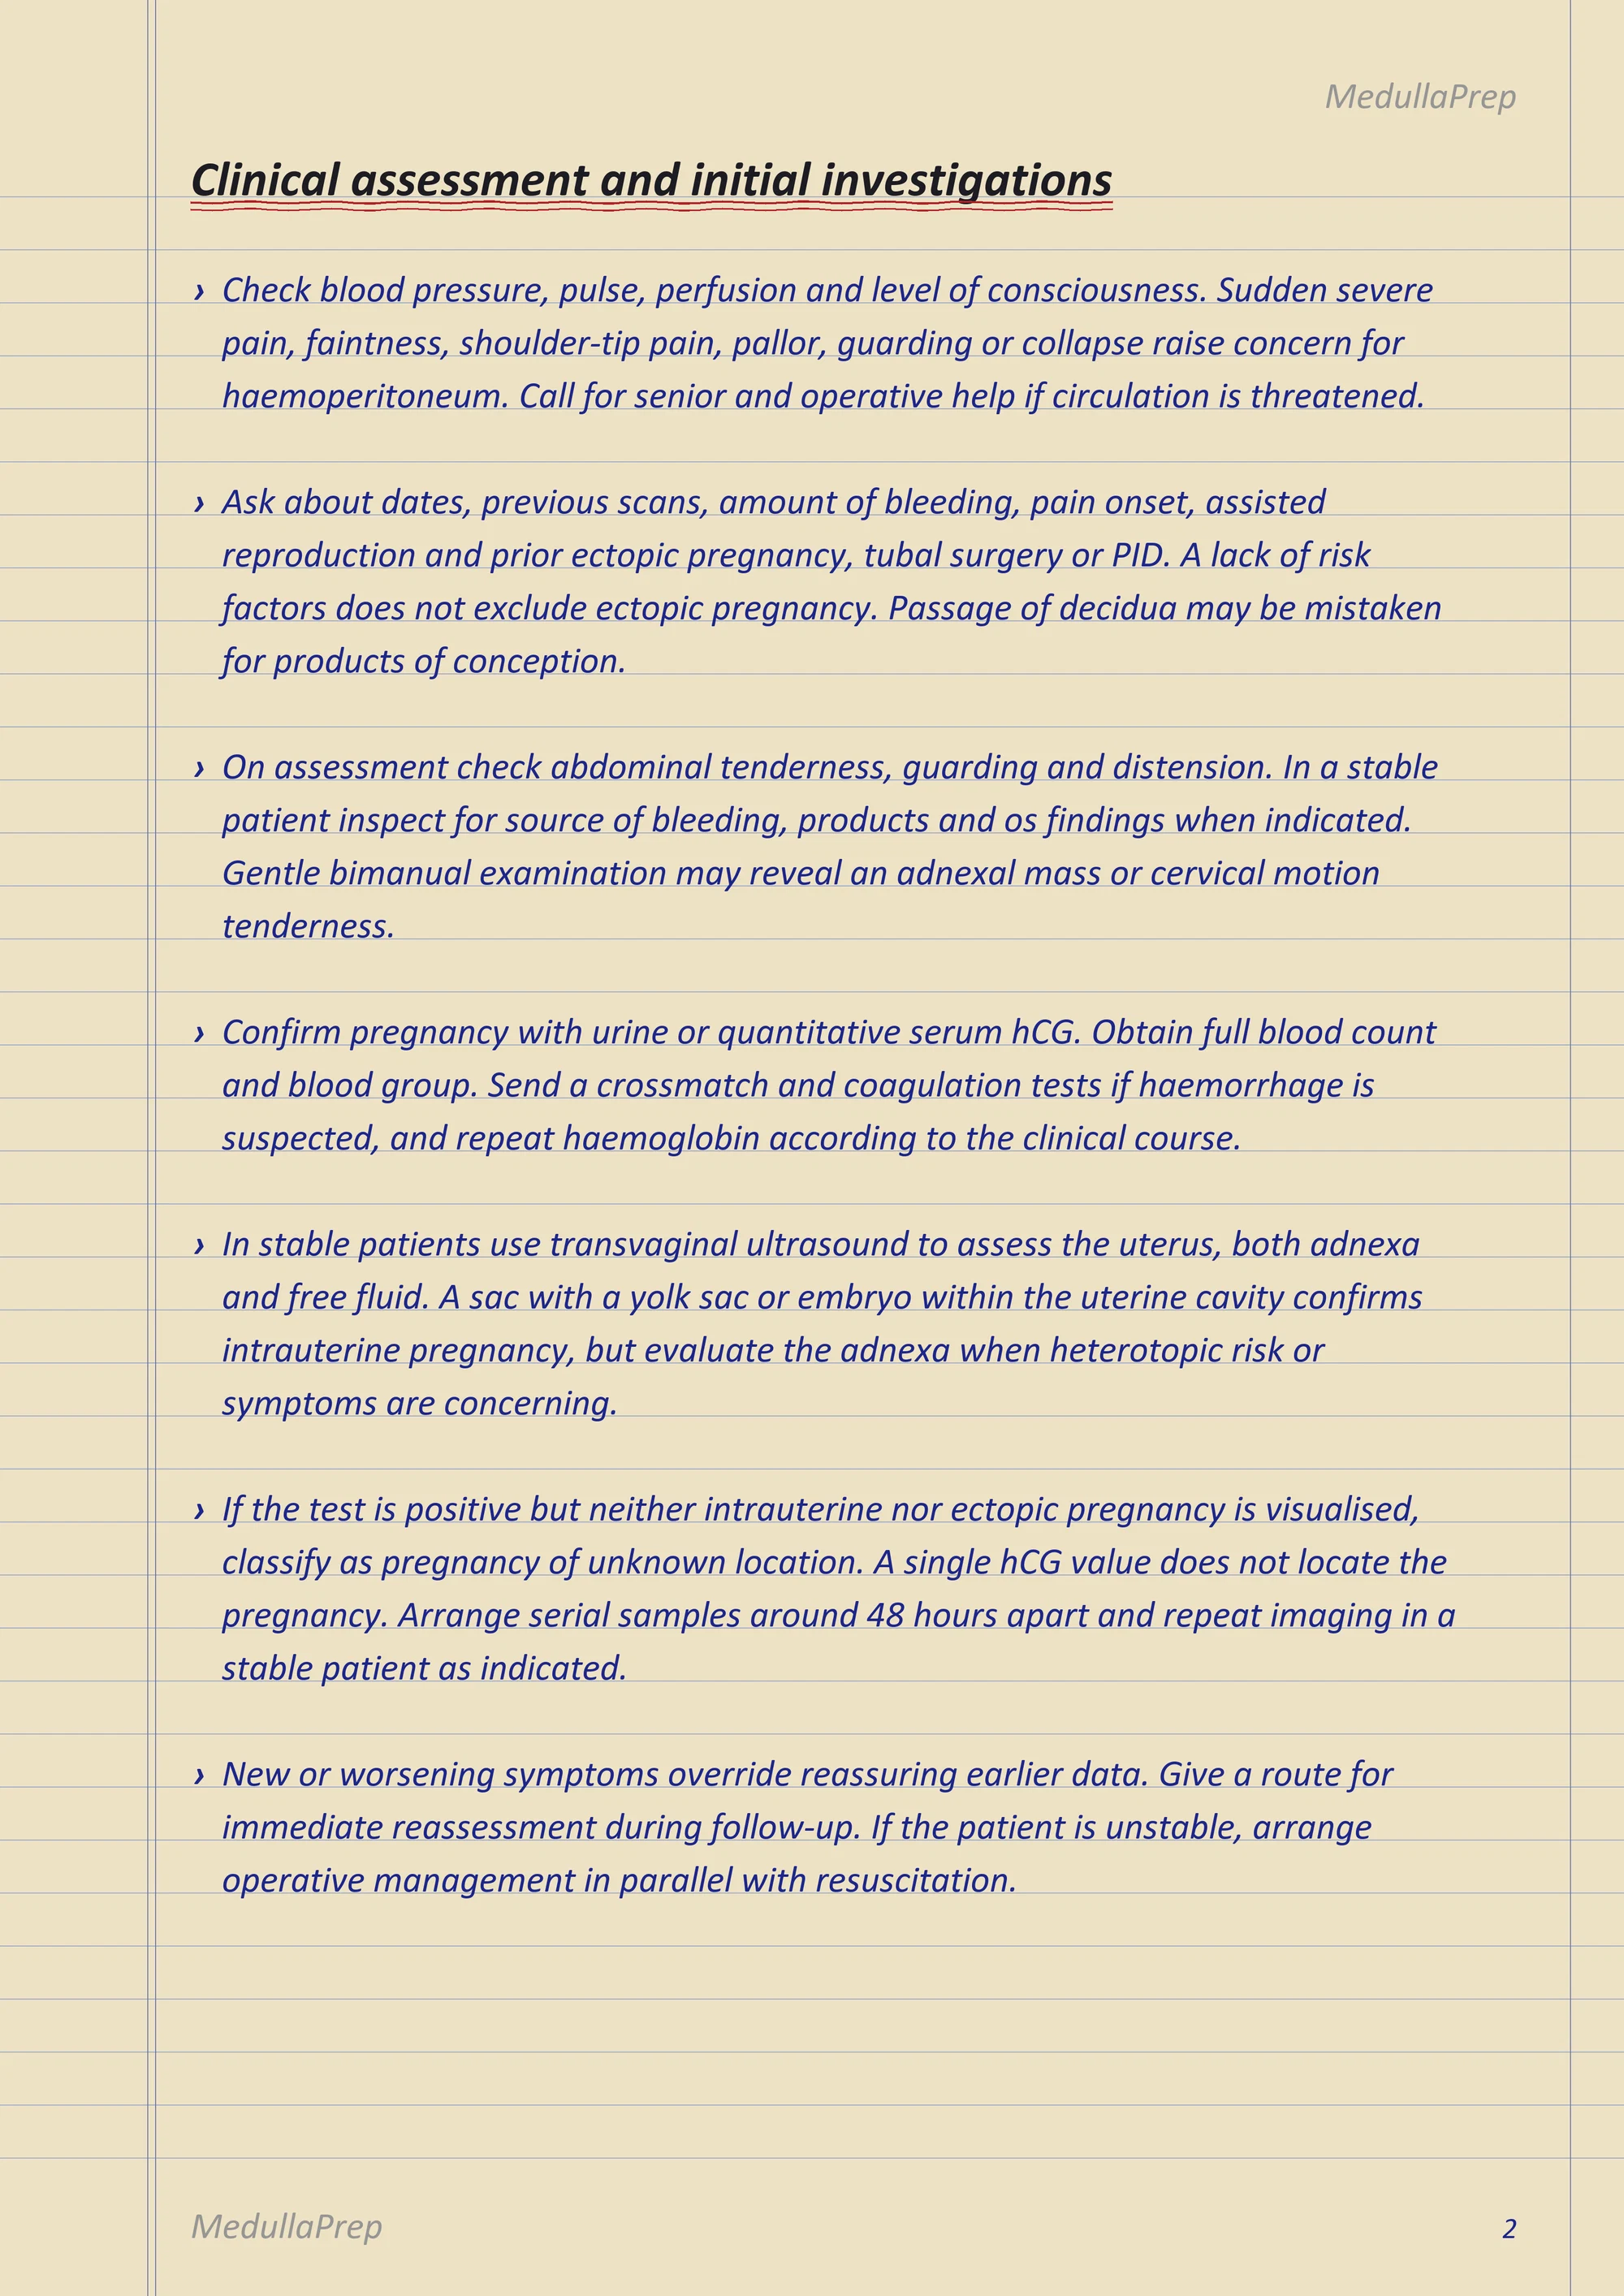 MedullaPrep
Clinical assessment and initial investigations
› Check blood pressure, pulse, perfusion and level of consciousness. Sudden severe
pain, faintness, shoulder-tip pain, pallor, guarding or collapse raise concern for
haemoperitoneum. Call for senior and operative help if circulation is threatened.
› Ask about dates, previous scans, amount of bleeding, pain onset, assisted
reproduction and prior ectopic pregnancy, tubal surgery or PID. A lack of risk
factors does not exclude ectopic pregnancy. Passage of decidua may be mistaken
for products of conception.
› On assessment check abdominal tenderness, guarding and distension. In a stable
patient inspect for source of bleeding, products and os findings when indicated.
Gentle bimanual examination may reveal an adnexal mass or cervical motion
tenderness.
› Confirm pregnancy with urine or quantitative serum hCG. Obtain full blood count
and blood group. Send a crossmatch and coagulation tests if haemorrhage is
suspected, and repeat haemoglobin according to the clinical course.
› In stable patients use transvaginal ultrasound to assess the uterus, both adnexa
and free fluid. A sac with a yolk sac or embryo within the uterine cavity confirms
intrauterine pregnancy, but evaluate the adnexa when heterotopic risk or
symptoms are concerning.
› If the test is positive but neither intrauterine nor ectopic pregnancy is visualised,
classify as pregnancy of unknown location. A single hCG value does not locate the
pregnancy. Arrange serial samples around 48 hours apart and repeat imaging in a
stable patient as indicated.
› New or worsening symptoms override reassuring earlier data. Give a route for
immediate reassessment during follow-up. If the patient is unstable, arrange
operative management in parallel with resuscitation.
MedullaPrep
2